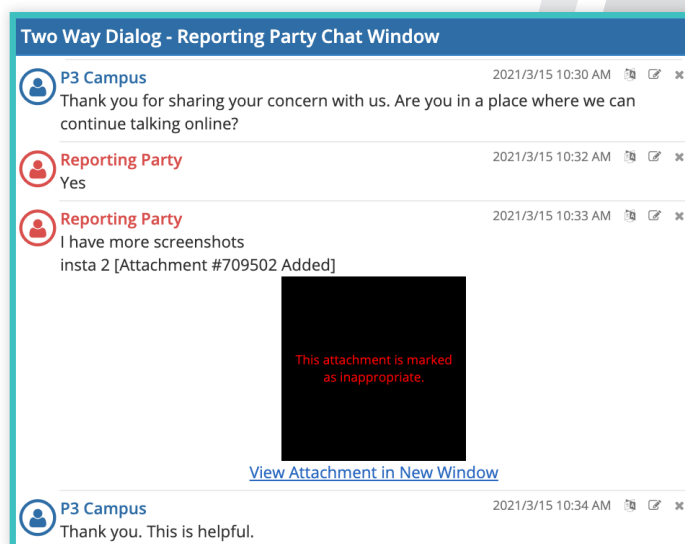 Two Way Dialog - Reporting Party Chat Window
P3 Campus
2021/3/15 10:30 AM
Thank you for sharing your concern with us. Are you in a place where we can
continue talking online?
Reporting Party
2021/3/15 10:32 AM
Yes
Reporting Party
2021/3/15 10:33 AM
I have more screenshots
insta 2 [Attachment #709502 Added]
This attachment is marked
as inappropriate.
View Attachment in New Window
P3 Campus
2021/3/15 10:34 AM
Thank you. This is helpful.